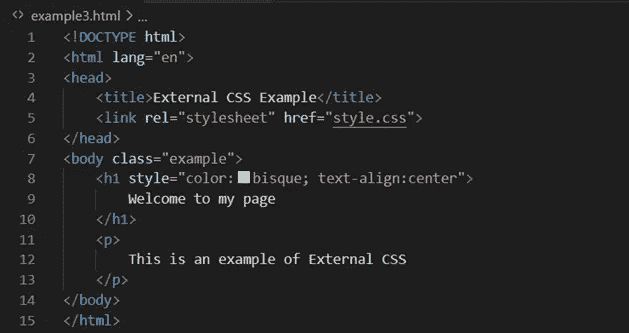 <> example3.html > ...
1 <!DOCTYPE html>
2 <html lang="en">
3 <head>
4 <title>External CSS Example</title>
5 <link rel="stylesheet" href="style.css">
6 </head>
7 <body class="example">
8 <h1 style="color:bisque; text-align:center">
9 Welcome to my page
10 </h1>
11 <p>
12 This is an example of External CSS
13 </p>
14 </body>
15 </html>